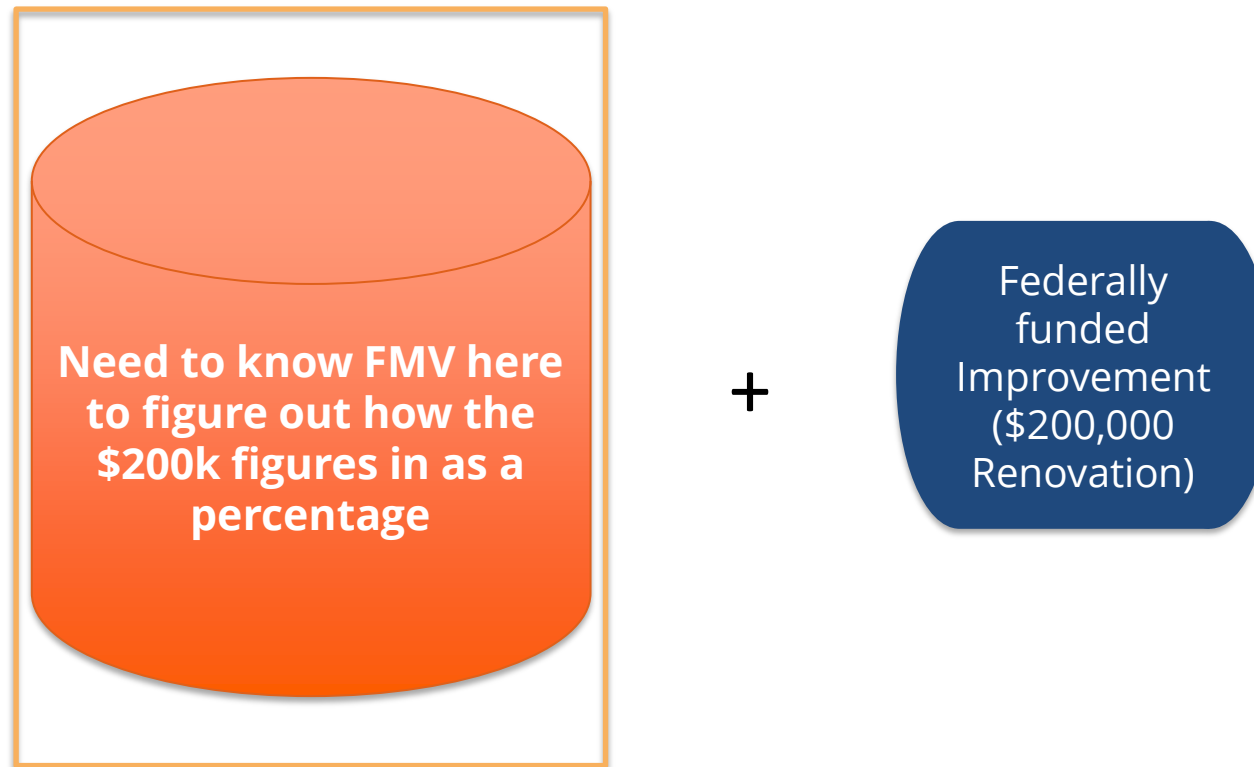 Need to know FMV here
to figure out how the
$200k figures in as a
percentage
+
Federally
funded
Improvement
($200,000
Renovation)